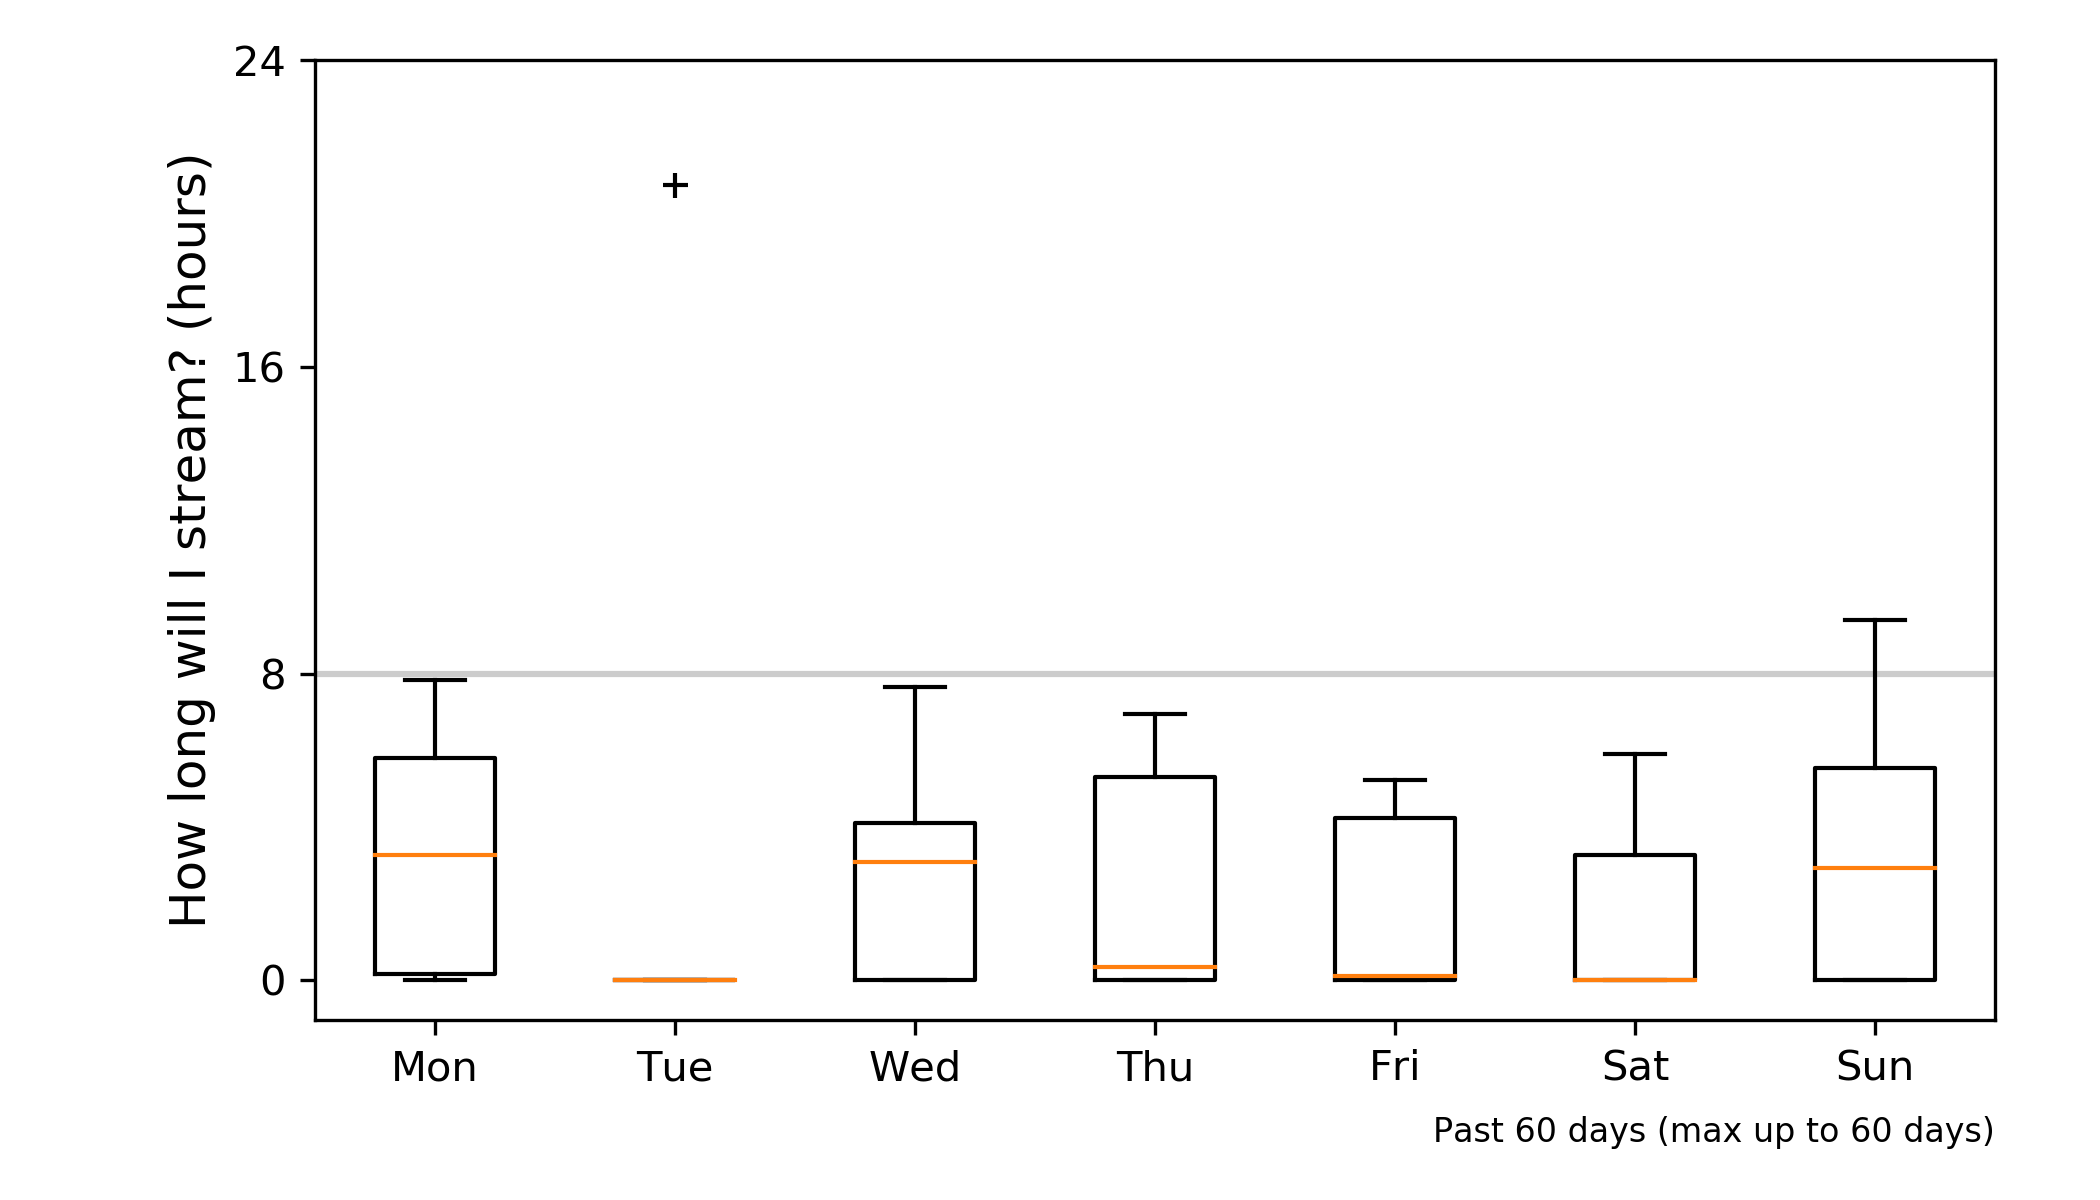 How long will I stream? (hours)
24
16
8
0
Mon Tue Wed Thu Fri Sat Sun
Past 60 days (max up to 60 days)